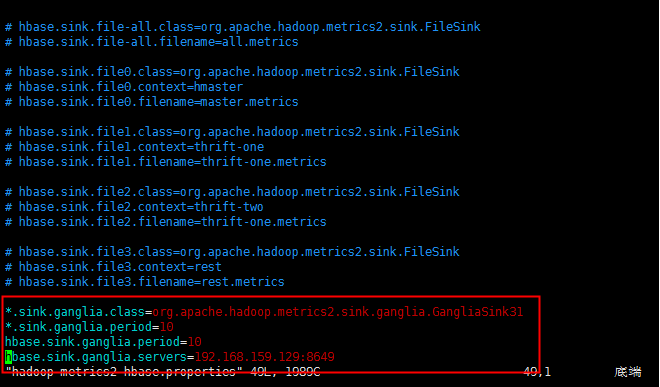 # hbase.sink.file-all.class=org.apache.hadoop.metrics2.sink.FileSink
# hbase.sink.file-all.filename=all.metrics
# hbase.sink.file0.class=org.apache.hadoop.metrics2.sink.FileSink
# hbase.sink.file0.context=hmaster
# hbase.sink.file0.filename=master.metrics
# hbase.sink.file1.class=org.apache.hadoop.metrics2.sink.FileSink
# hbase.sink.file1.context=thrift-one
# hbase.sink.file1.filename=thrift-one.metrics
# hbase.sink.file2.class=org.apache.hadoop.metrics2.sink.FileSink
# hbase.sink.file2.context=thrift-two
# hbase.sink.file2.filename=thrift-one.metrics
# hbase.sink.file3.class=org.apache.hadoop.metrics2.sink.FileSink
# hbase.sink.file3.context=rest
# hbase.sink.file3.filename=rest.metrics
*.sink.ganglia.class=org.apache.hadoop.metrics2.sink.ganglia.GangliaSink31
*.sink.ganglia.period=10
hbase.sink.ganglia.period=10
hbase.sink.ganglia.servers=192.168.159.129:8649
"hadoop-metrics2-hbase.properties" 49L, 1989C 49,1 底端